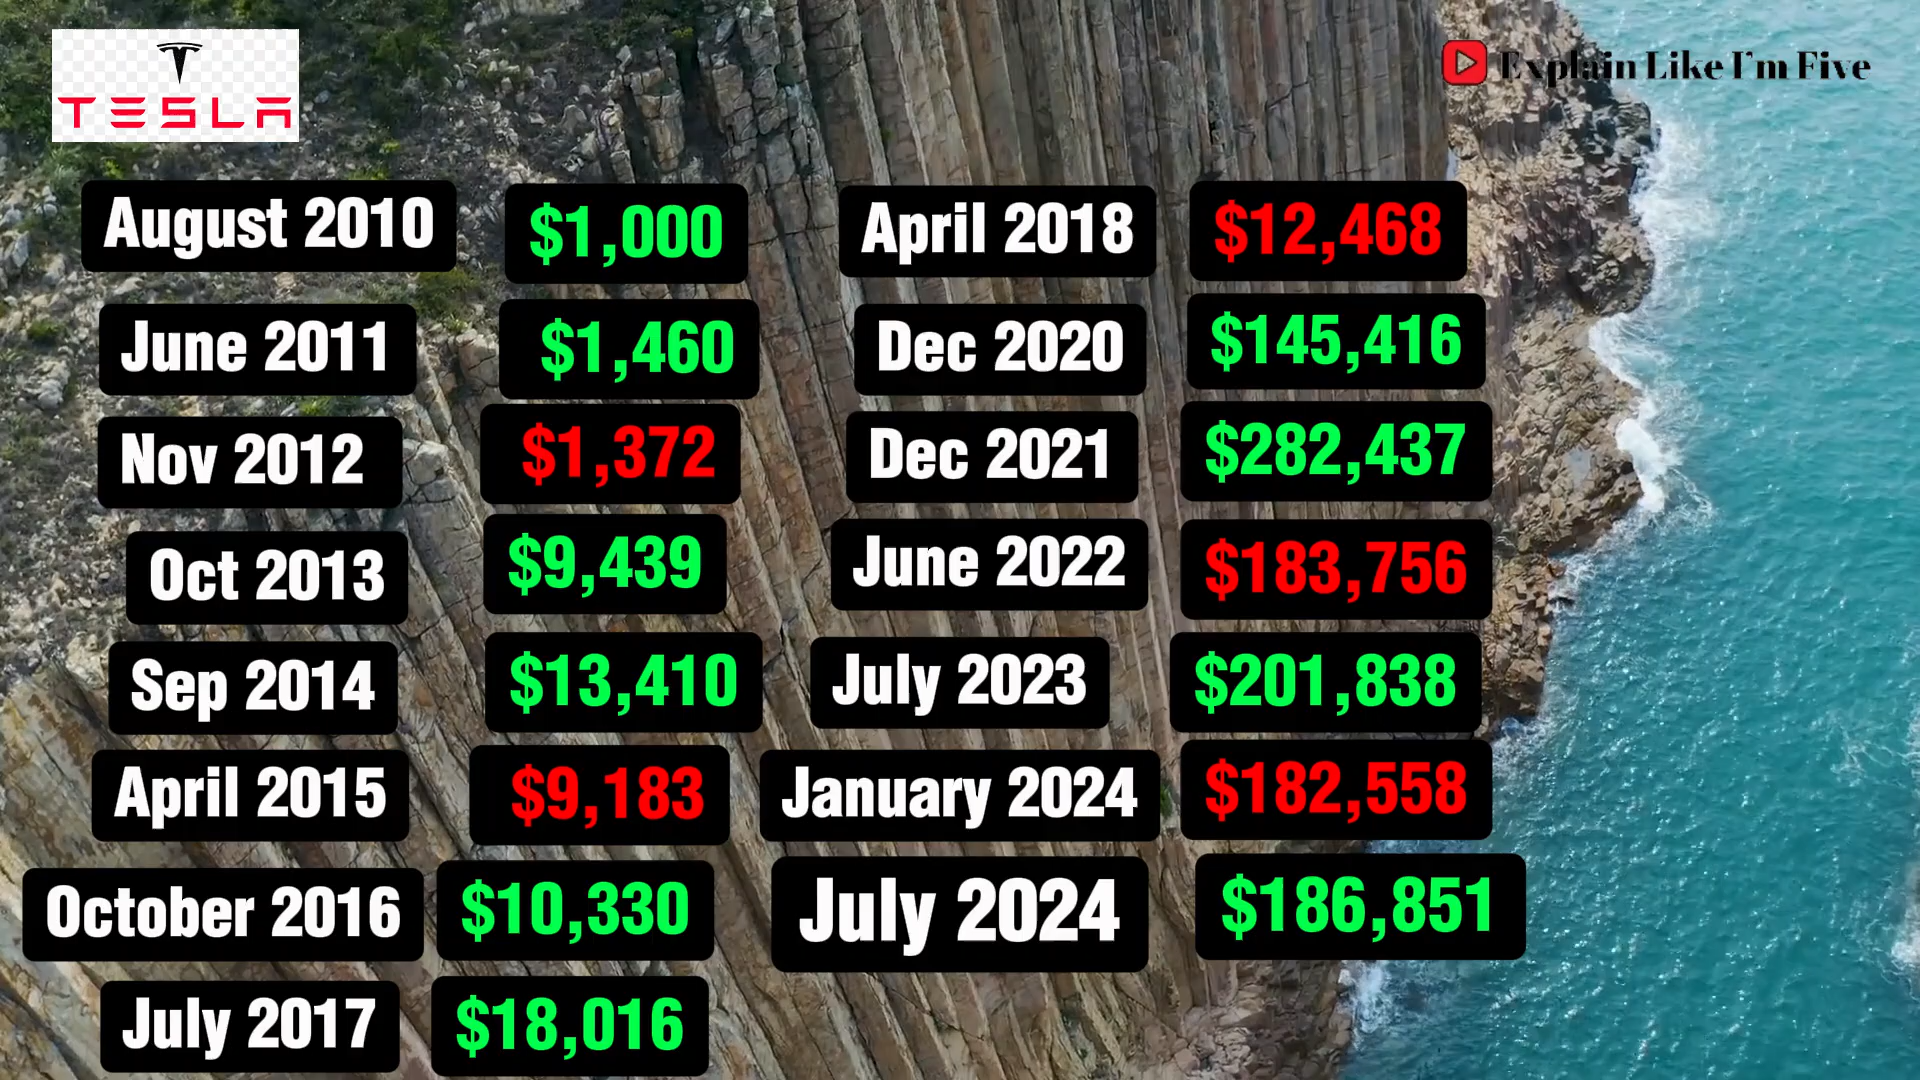 TESLA
Explain Like I'm Five
August 2010 $1,000
June 2011 $1,460
Nov 2012 $1,372
Oct 2013 $9,439
Sep 2014 $13,410
April 2015 $9,183
October 2016 $10,330
July 2017 $18,016
April 2018 $12,468
Dec 2020 $145,416
Dec 2021 $282,437
June 2022 $183,756
July 2023 $201,838
January 2024 $182,558
July 2024 $186,851